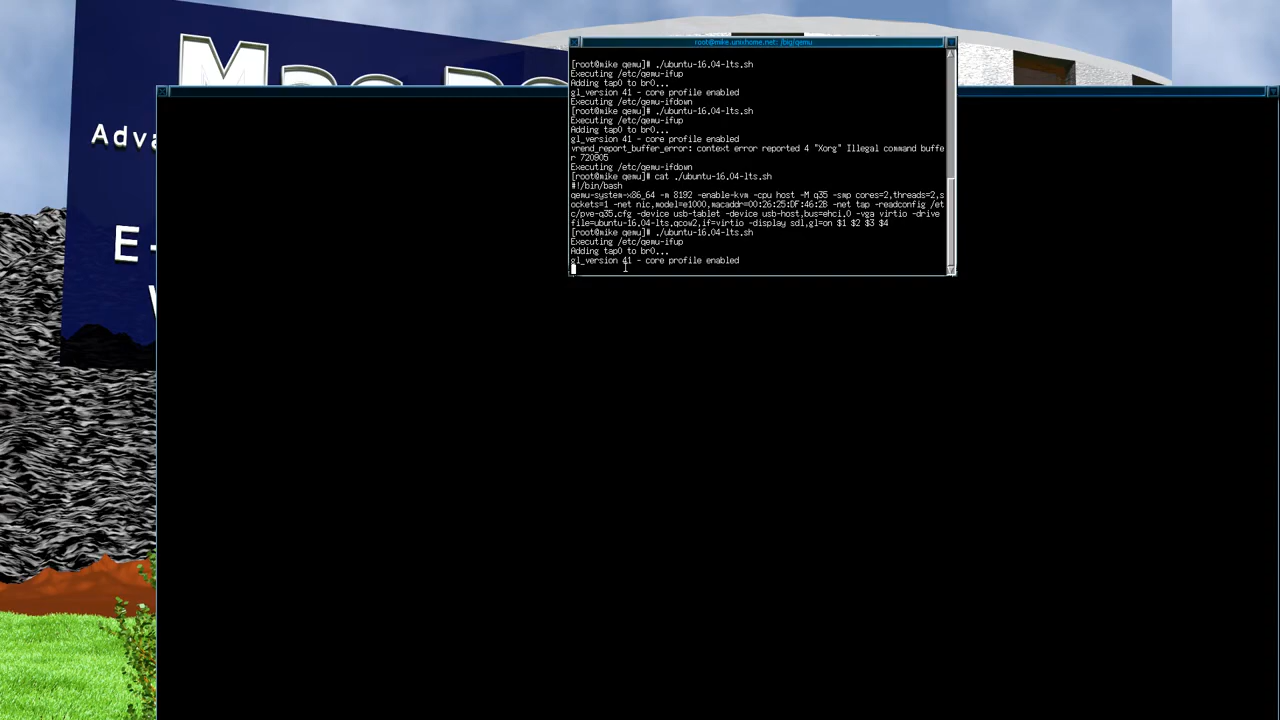 M
Adva
E-
root@mike.unixhome.net: /big/qemu
[root@mike qemu]# ./ubuntu-16.04-lts.sh
Executing /etc/qemu-ifup
Adding tap0 to br0...
gl_version 41 - core profile enabled
Executing /etc/qemu-ifdown
[root@mike qemu]# ./ubuntu-16.04-lts.sh
Executing /etc/qemu-ifup
Adding tap0 to br0...
gl_version 41 - core profile enabled
vrend_report_buffer_error: context error reported 4 "Xorg" Illegal command buffe
r 720905
Executing /etc/qemu-ifdown
[root@mike qemu]# cat ./ubuntu-16.04-lts.sh
#!/bin/bash
qemu-system-x86_64 -m 8192 -enable-kvm -cpu host -M q35 -smp cores=2,threads=2,s
ockets=1 -net nic,model=e1000,macaddr=00:26:25:DF:46:2B -net tap -readconfig /et
c/pve-q35.cfg -device usb-tablet -device usb-host,bus=ehci.0 -vga virtio -drive
file=ubuntu-16.04-lts.qcow2,if=virtio -display sdl,gl=on $1 $2 $3 $4
[root@mike qemu]# ./ubuntu-16.04-lts.sh
Executing /etc/qemu-ifup
Adding tap0 to br0...
gl_version 41 - core profile enabled